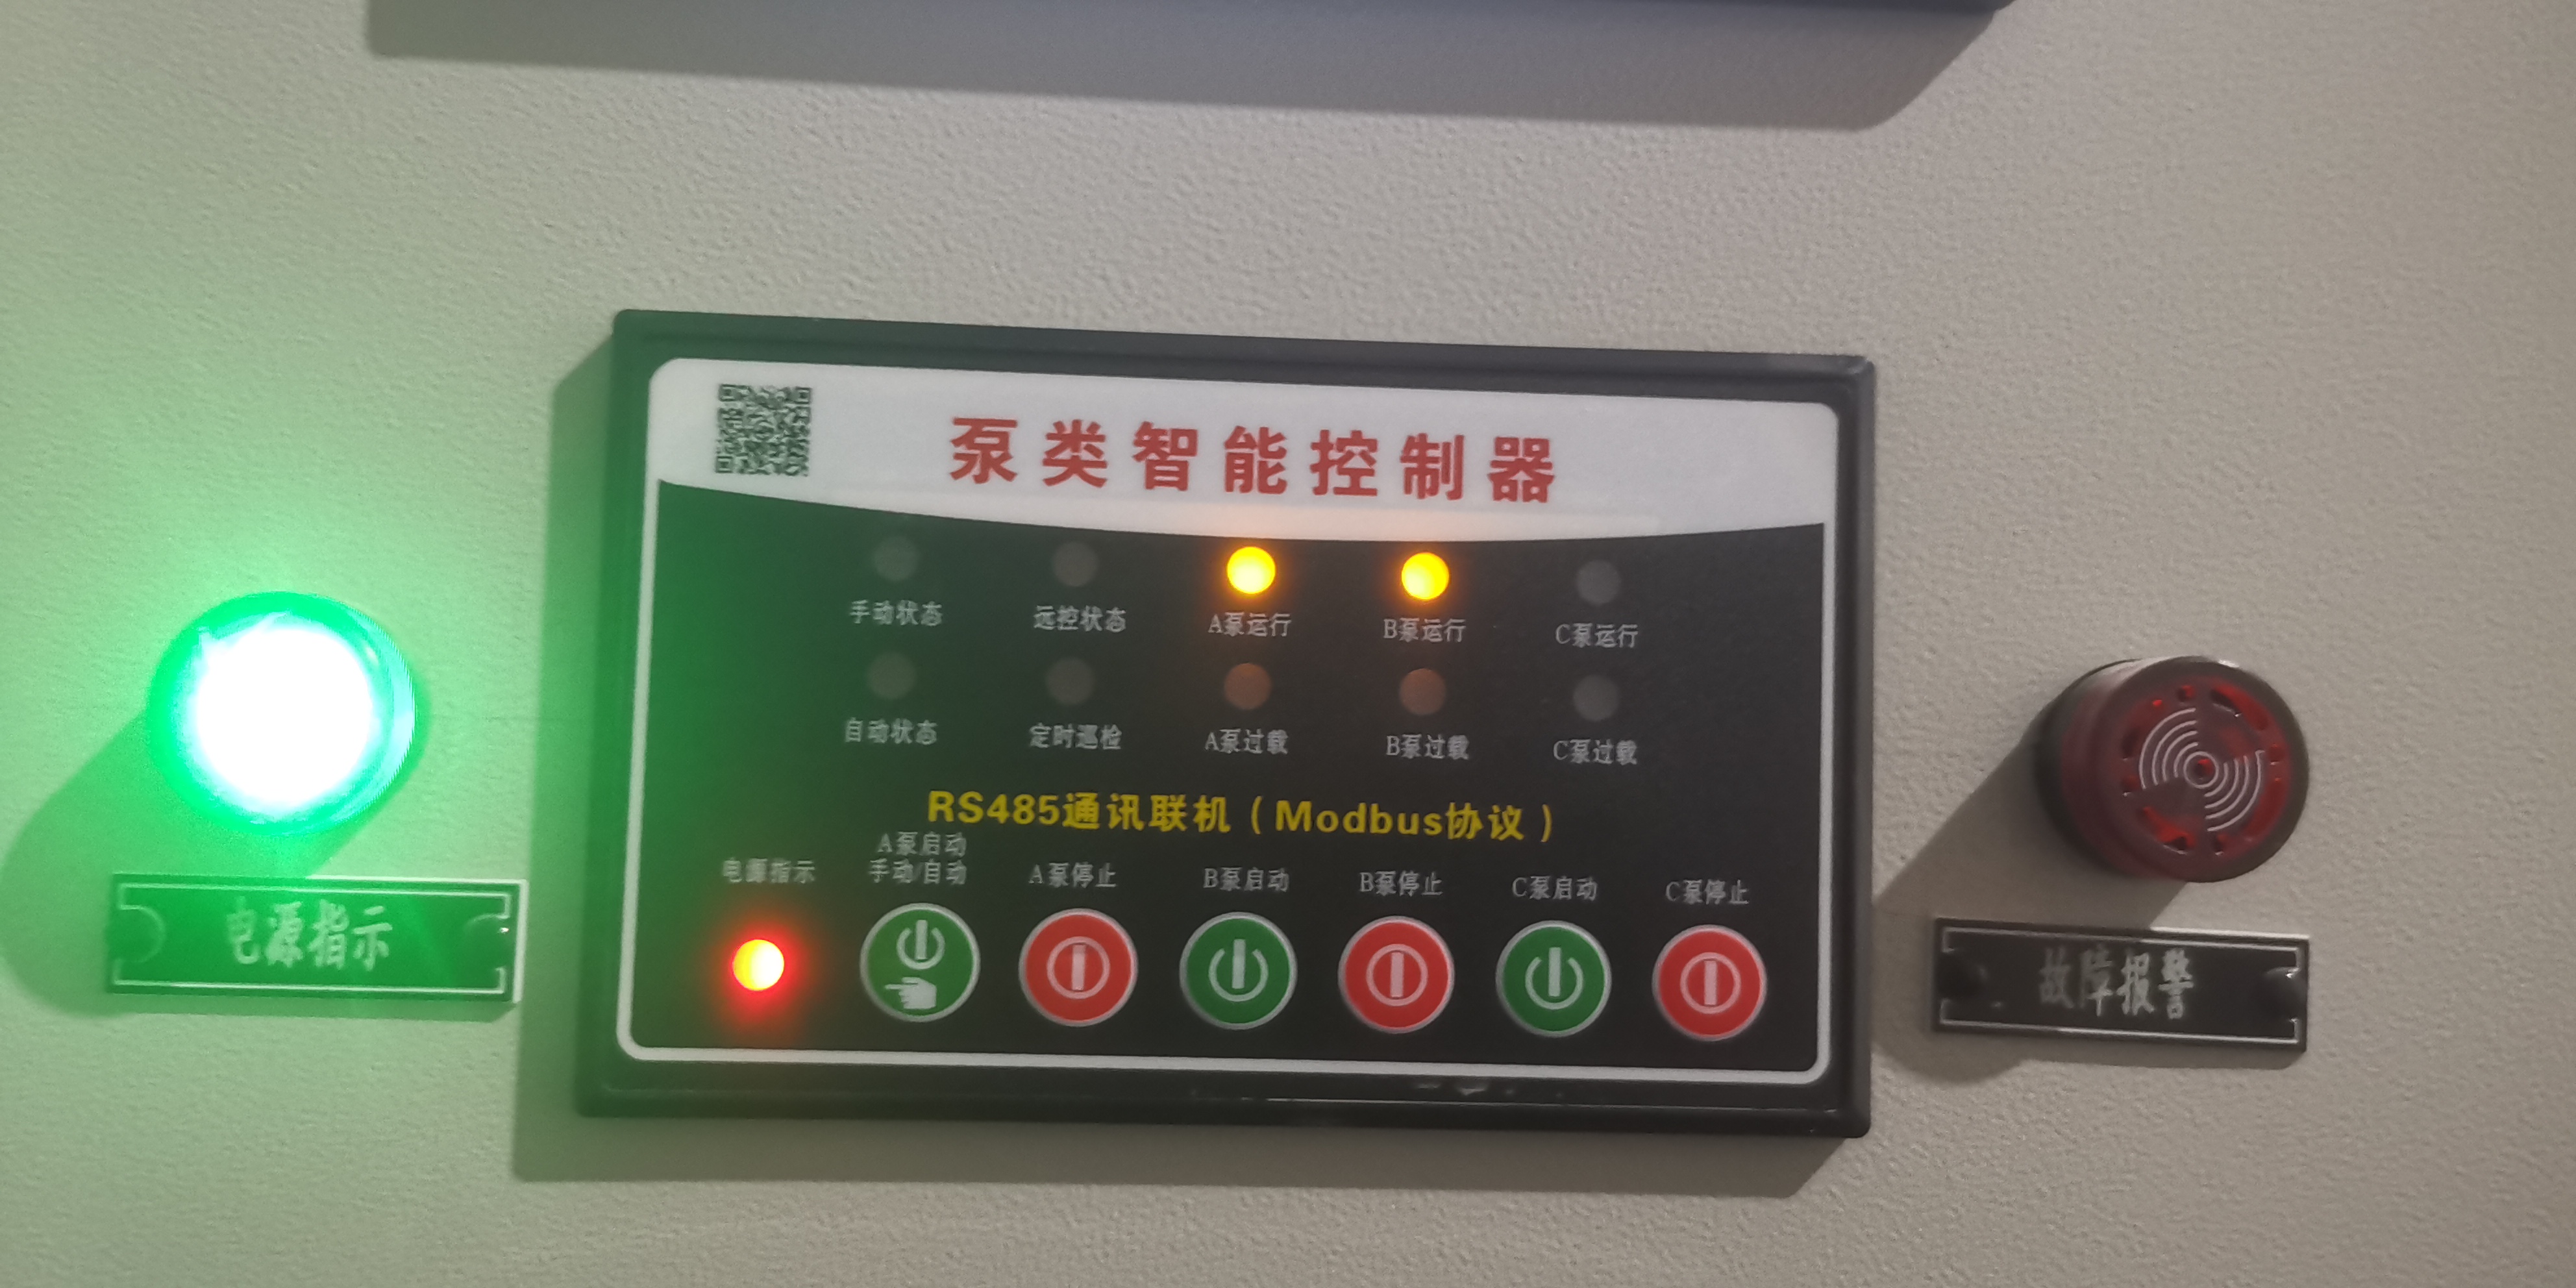 泵类智能控制器
手动状态
远控状态
A泵运行
B泵运行
C泵运行
自动状态
定时巡检
A泵过载
B泵过载
C泵过载
RS485通讯联机（Modbus协议）
电源指示
A泵启动
手动/自动
A泵停止
B泵启动
B泵停止
C泵启动
C泵停止
电源指示
故障报警